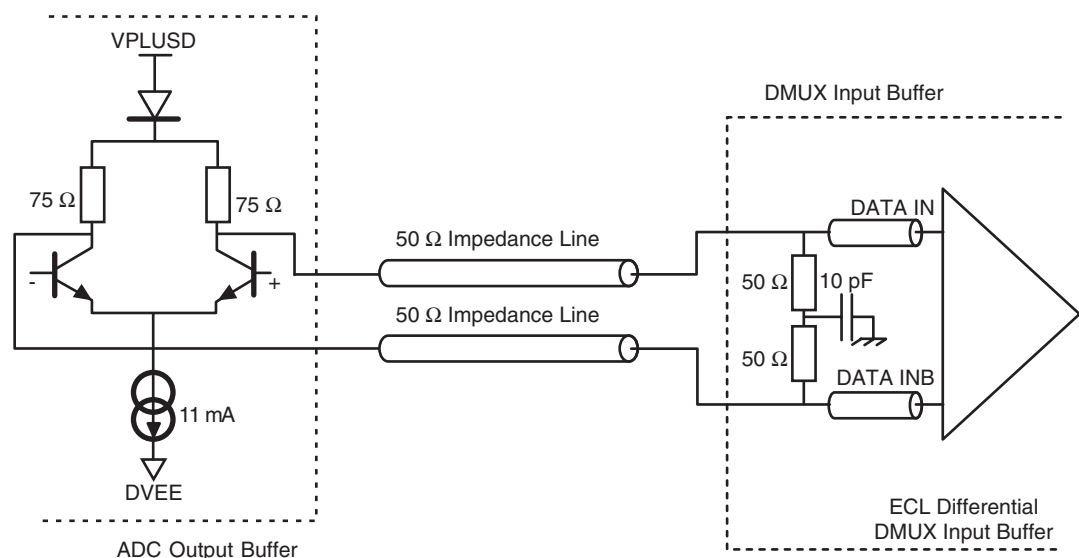 VPLUSD
DMUX Input Buffer
75 Ω
75 Ω
DATA IN
50 Ω Impedance Line
-
+
50 Ω
10 pF
50 Ω Impedance Line
50 Ω
DATA INB
11 mA
DVEE
ECL Differential
DMUX Input Buffer
ADC Output Buffer